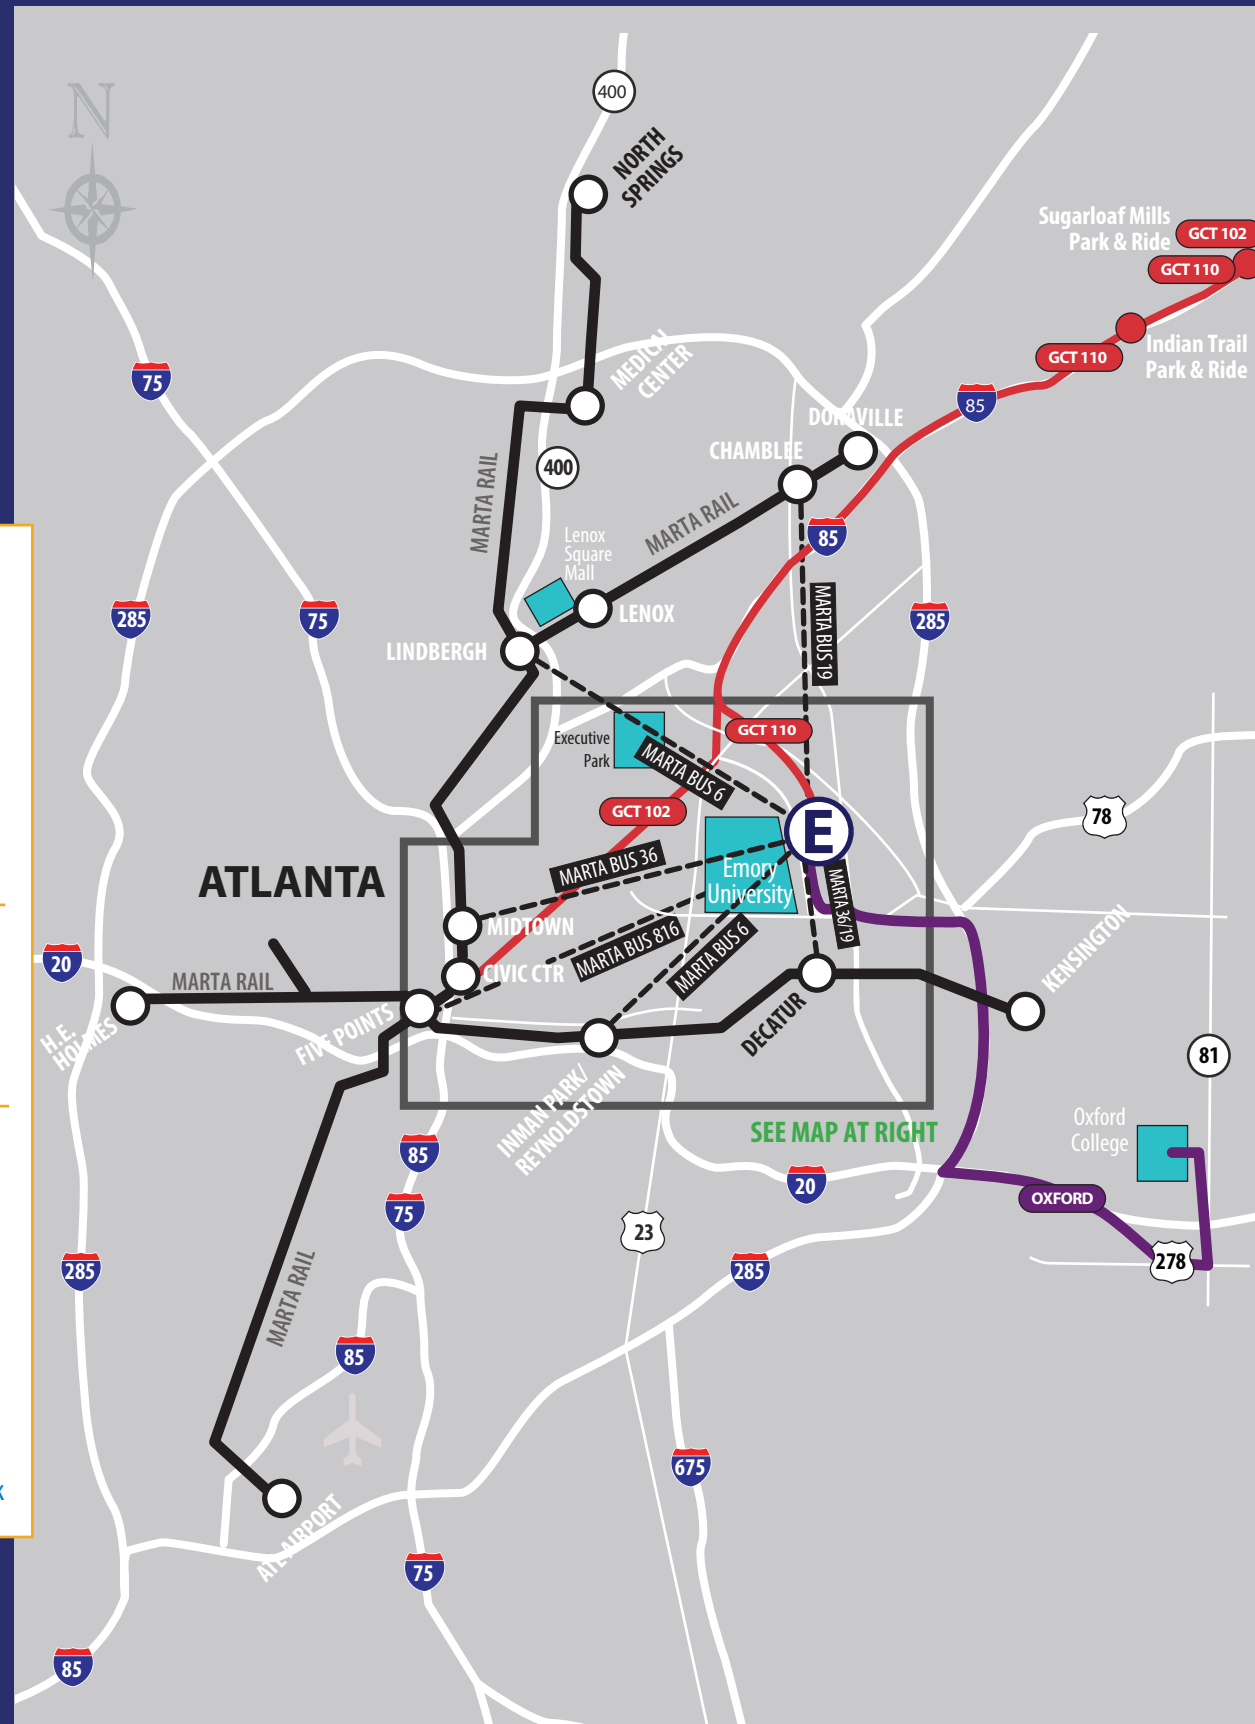 N
400
NORTH
SPRINGS
Sugarloaf Mills
Park & Ride
GCT 102
GCT 110
GCT 110
Indian Trail
Park & Ride
75
MEDICAL
CENTER
85
DORAVILLE
CHAMBLEE
400
MARTA RAIL
MARTA RAIL
85
Lenox
Square
Mall
LENOX
285
75
285
MARTA BUS 19
LINDBERGH
Executive
Park
GCT 110
MARTA BUS 6
GCT 102
78
E
MARTA BUS 36
ATLANTA
Emory
University
MARTA 36/19
MIDTOWN
MARTA BUS 816
MARTA BUS 6
KENSINGTON
20
MARTA RAIL
CIVIC CTR
H.E.
HOLMES
FIVE POINTS
DECATUR
81
INMAN PARK/
REYNOLDSTOWN
SEE MAP AT RIGHT
Oxford
College
85
20
OXFORD
75
23
278
285
285
MARTA RAIL
85
675
K
ATL AIRPORT
75
85